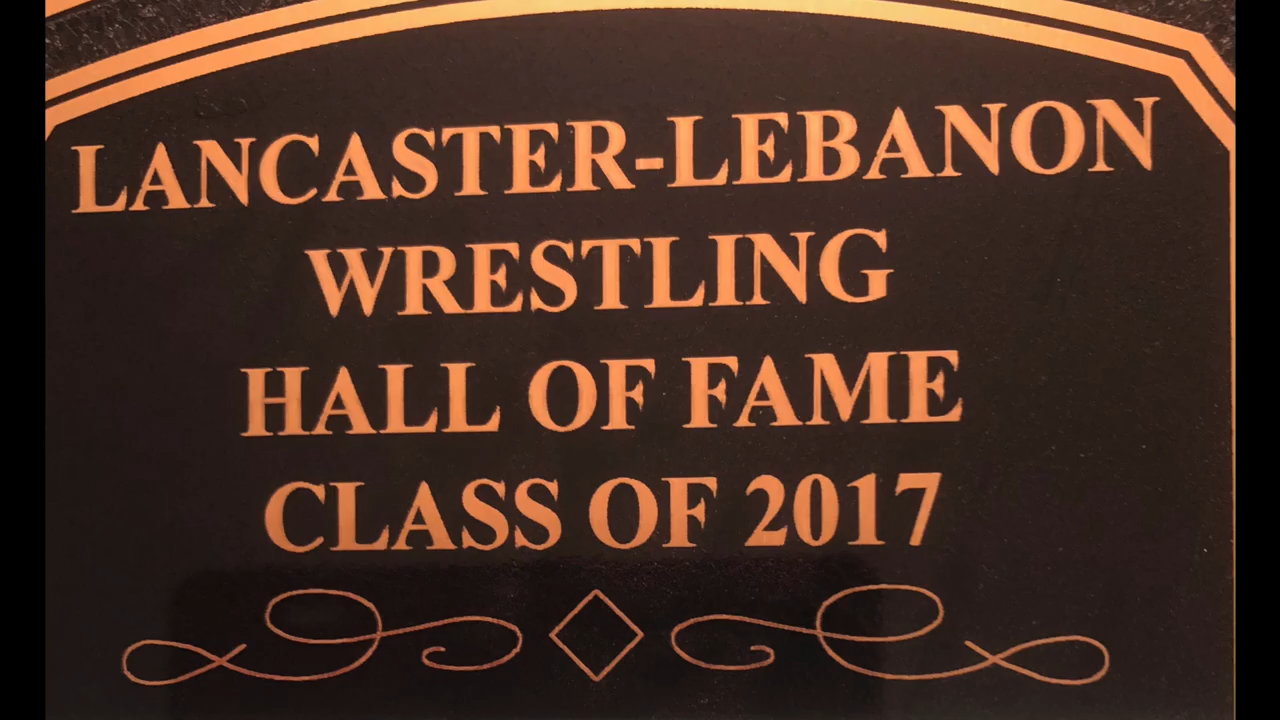 LANCASTER-LEBANON
WRESTLING
HALL OF FAME
CLASS OF 2017